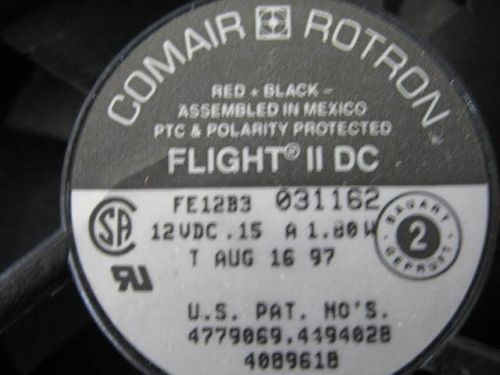 COMAIR ROTRON
RED + BLACK -
ASSEMBLED IN MEXICO
PTC & POLARITY PROTECTED
FLIGHT® II DC
FE12B3 031162
12VDC .15 A 1.80W
T AUG 16 97
SA
BAUART
2
GEPRÜFT
U.S. PAT. NO'S.
4779069.4494028
4089618